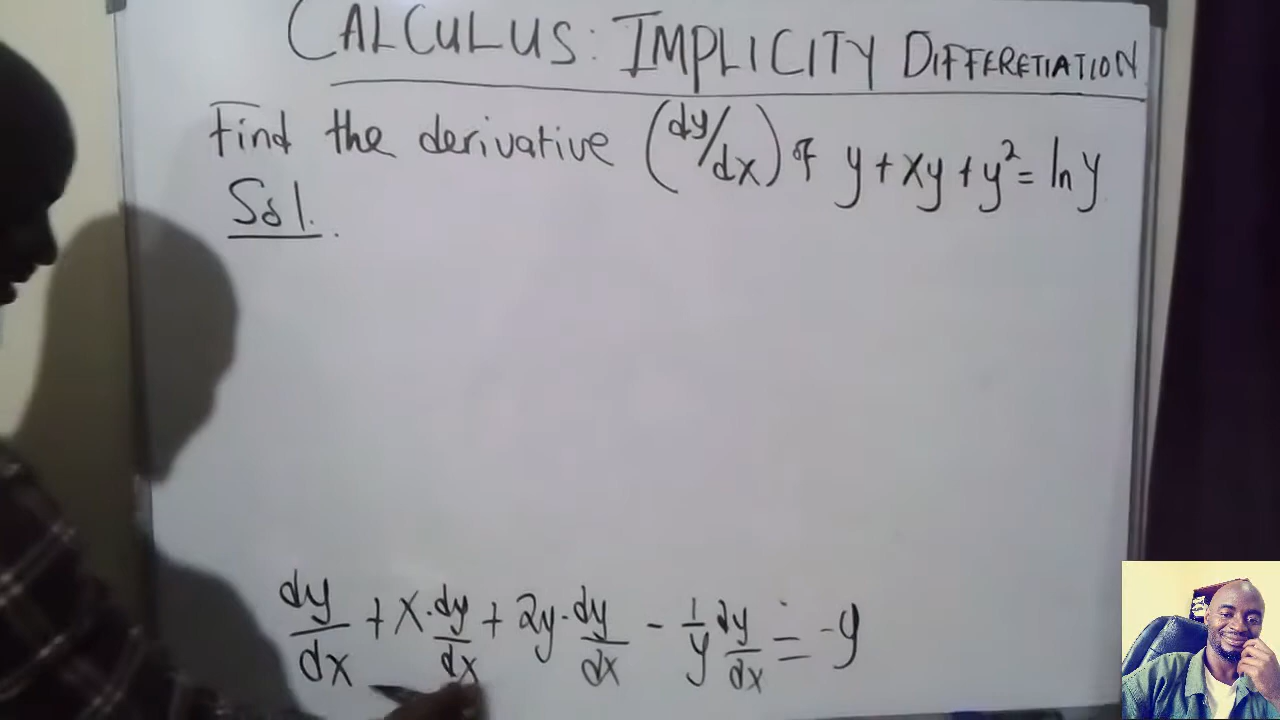 CALCULUS: IMPLICITY DIFFERETIATION
Find the derivative (dy/dx) of y + xy + y² = ln y
Sol.
dy/dx + x·dy/dx + 2y·dy/dx - 1/y dy/dx = -y